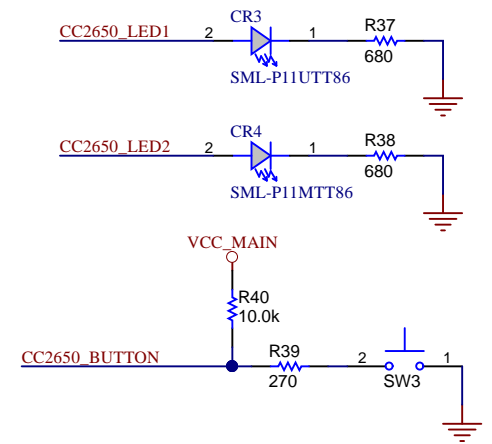 CR3
CC2650_LED1
2
1
R37
680
SML-P11UTT86
CR4
CC2650_LED2
2
1
R38
680
SML-P11MTT86
VCC_MAIN
R40
10.0k
CC2650_BUTTON
R39
270
2
1
SW3